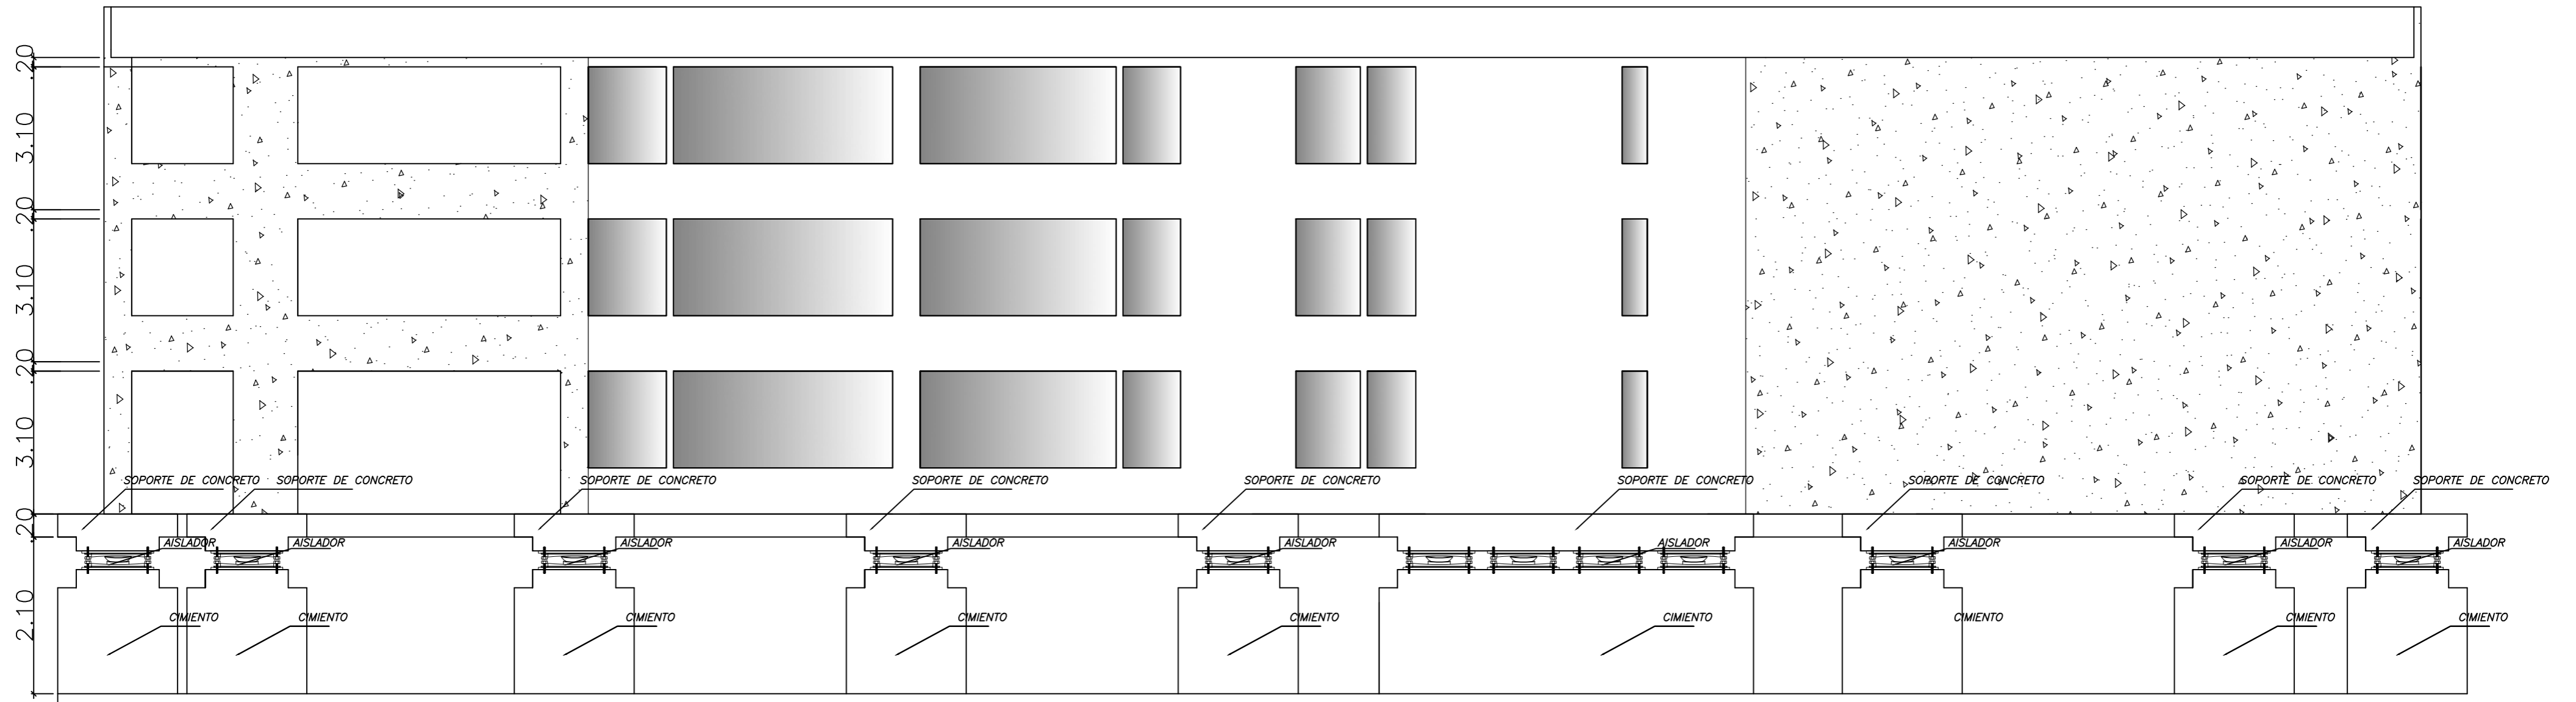 .20
3.10
.20
3.10
.20
3.10
SOPORTE DE CONCRETO
SOPORTE DE CONCRETO
SOPORTE DE CONCRETO
SOPORTE DE CONCRETO
SOPORTE DE CONCRETO
SOPORTE DE CONCRETO
SOPORTE DE CONCRETO
SOPORTE DE CONCRETO
SOPORTE DE CONCRETO
.20
AISLADOR
AISLADOR
AISLADOR
AISLADOR
AISLADOR
AISLADOR
AISLADOR
AISLADOR
AISLADOR
2.10
CIMIENTO
CIMIENTO
CIMIENTO
CIMIENTO
CIMIENTO
CIMIENTO
CIMIENTO
CIMIENTO
CIMIENTO